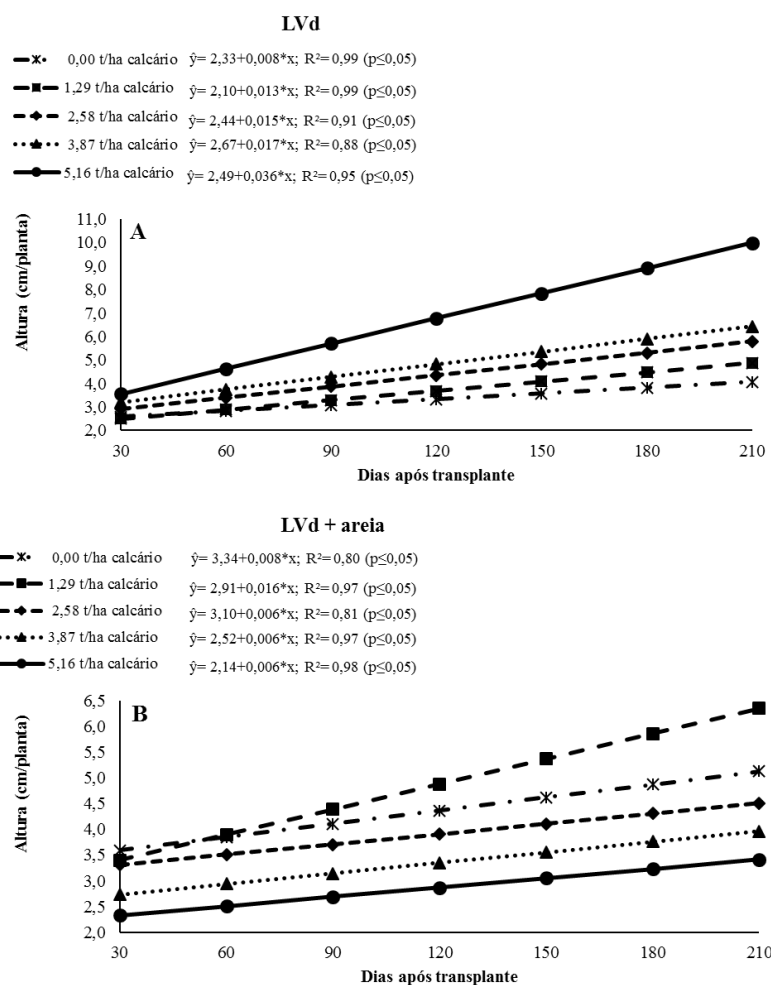 LVd
0,00 t/ha calcário ŷ= 2,33+0,008*x; R²= 0,99 (p≤0,05)
1,29 t/ha calcário ŷ= 2,10+0,013*x; R²= 0,99 (p≤0,05)
2,58 t/ha calcário ŷ= 2,44+0,015*x; R²= 0,91 (p≤0,05)
3,87 t/ha calcário ŷ= 2,67+0,017*x; R²= 0,88 (p≤0,05)
5,16 t/ha calcário ŷ= 2,49+0,036*x; R²= 0,95 (p≤0,05)
Altura (cm/planta)
A
11,0
10,0
9,0
8,0
7,0
6,0
5,0
4,0
3,0
2,0
30 60 90 120 150 180 210
Dias após transplante
LVd + areia
0,00 t/ha calcário ŷ= 3,34+0,008*x; R²= 0,80 (p≤0,05)
1,29 t/ha calcário ŷ= 2,91+0,016*x; R²= 0,97 (p≤0,05)
2,58 t/ha calcário ŷ= 3,10+0,006*x; R²= 0,81 (p≤0,05)
3,87 t/ha calcário ŷ= 2,52+0,006*x; R²= 0,97 (p≤0,05)
5,16 t/ha calcário ŷ= 2,14+0,006*x; R²= 0,98 (p≤0,05)
Altura (cm/planta)
B
6,5
6,0
5,5
5,0
4,5
4,0
3,5
3,0
2,5
2,0
30 60 90 120 150 180 210
Dias após transplante